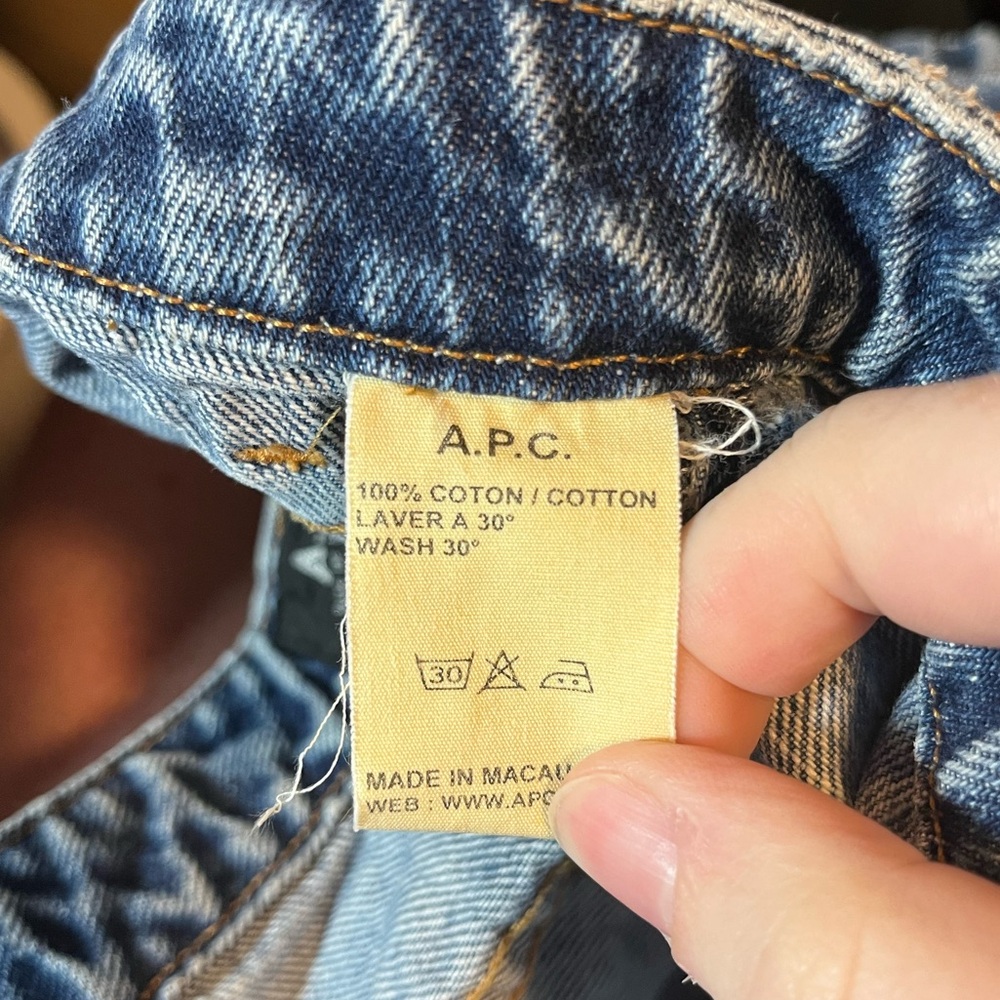 A.P.C.
100% COTON / COTTON
LAVER A 30°
WASH 30°
30
MADE IN MACAU
WEB : WWW.APC